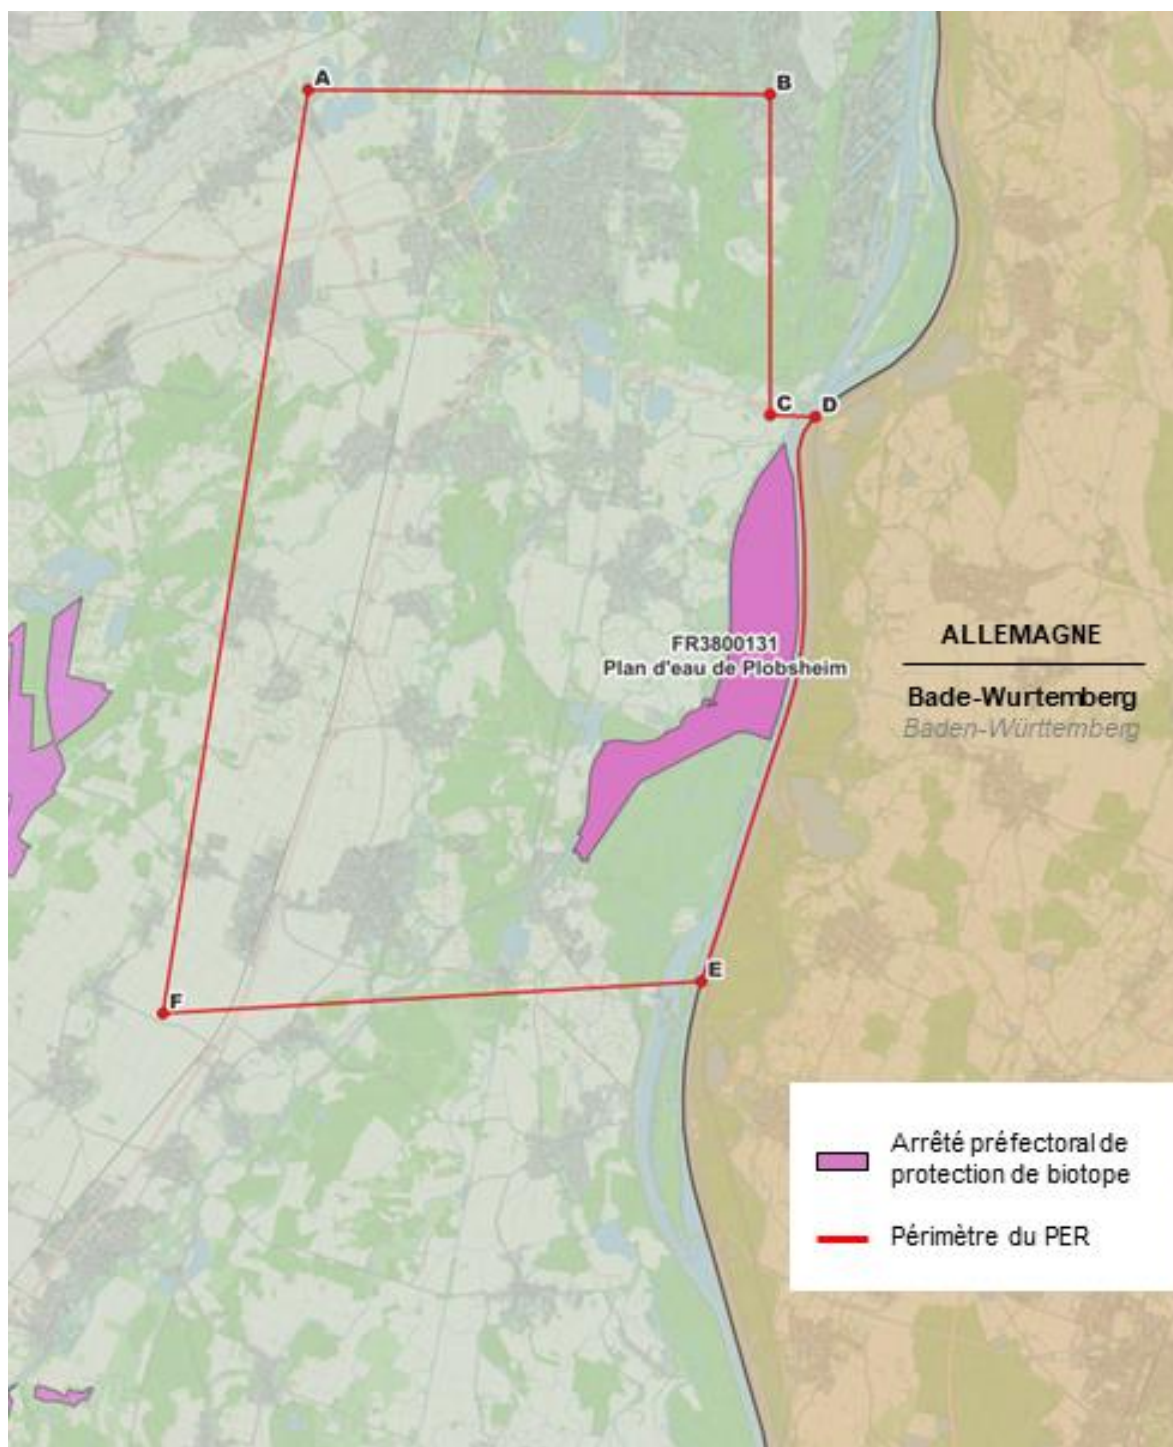 A
B
C
D
FR3800131
Plan d'eau de Plobsheim
ALLEMAGNE
Bade-Wurtemberg
Baden-Württemberg
E
F
Arrêté préfectoral de
protection de biotope
Périmètre du PER